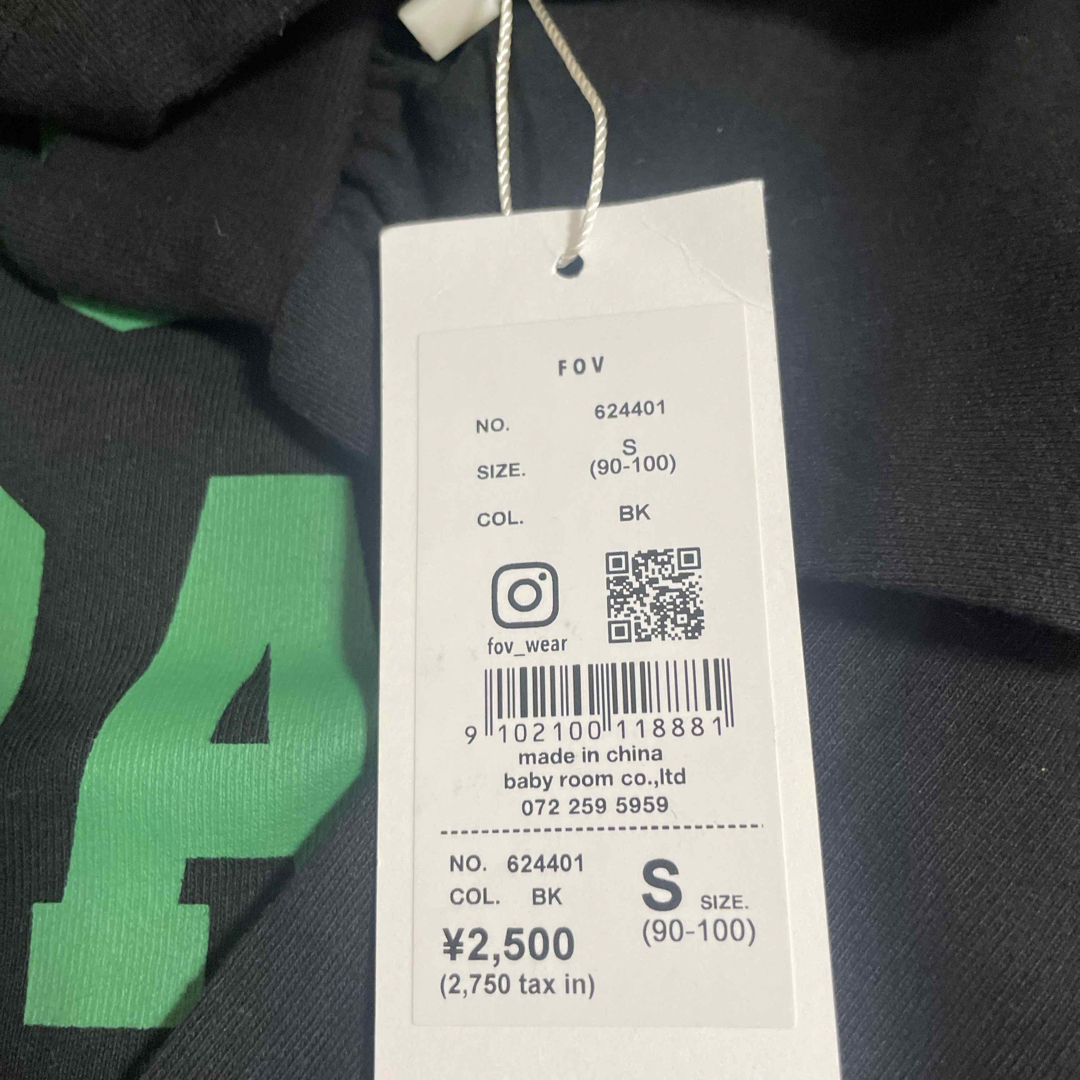 FOV
NO. 624401
SIZE. S
(90-100)
COL. BK
fov_wear
9 102100 118881
made in china
baby room co.,ltd
072 259 5959
NO. 624401
COL. BK
S SIZE.
(90-100)
¥2,500
(2,750 tax in)
A